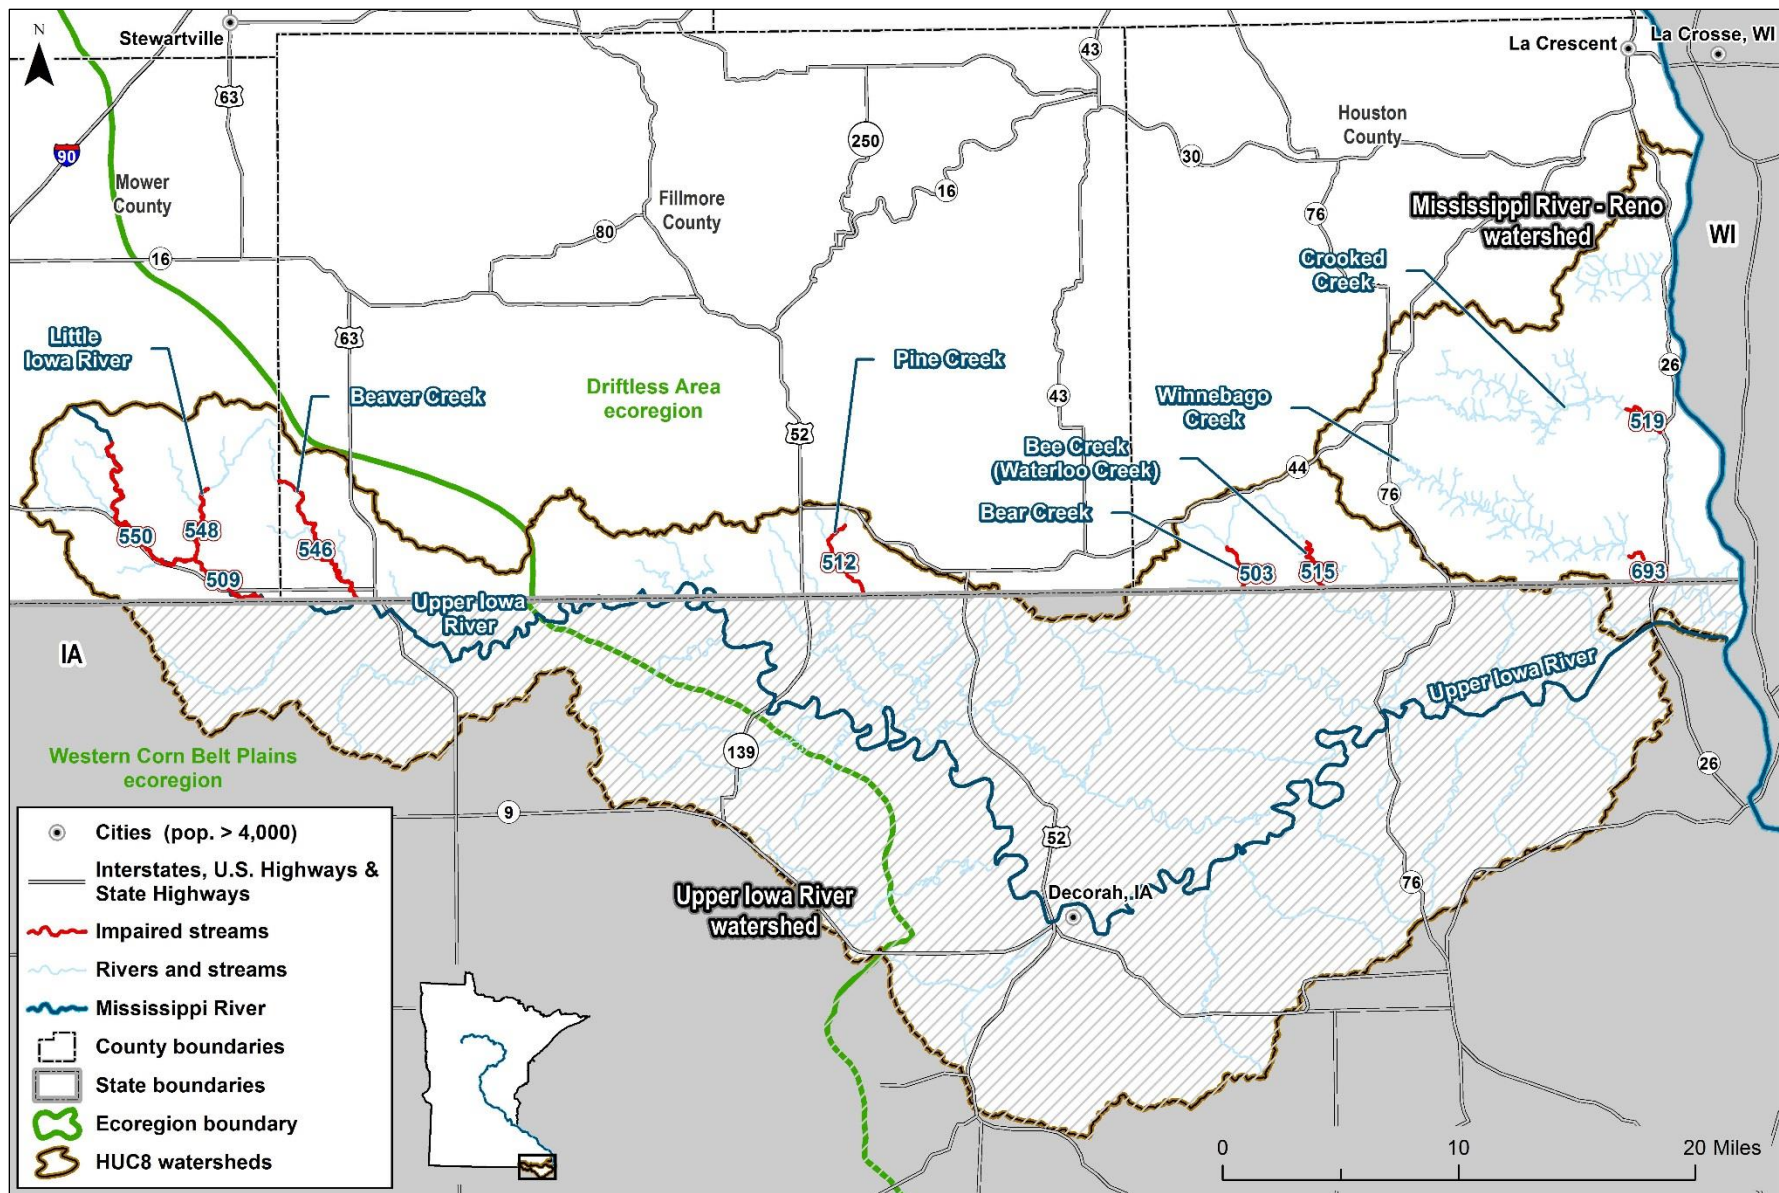 N
Stewartville
63
90
Mower
County
16
43
La Crescent
La Crosse, WI
250
Houston
County
30
16
Fillmore
County
80
76
Mississippi River - Reno
watershed
WI
Crooked
Creek
63
Little
Iowa River
Beaver Creek
Driftless Area
ecoregion
Pine Creek
26
43
Winnebago
Creek
52
519
Bee Creek
(Waterloo Creek)
44
76
Bear Creek
550
548
546
512
503
515
693
509
Upper Iowa
River
IA
Upper Iowa River
Western Corn Belt Plains
ecoregion
139
26
9
52
76
Decorah, IA
Upper Iowa River
watershed
Cities (pop. > 4,000)
Interstates, U.S. Highways &
State Highways
Impaired streams
Rivers and streams
Mississippi River
County boundaries
State boundaries
Ecoregion boundary
HUC8 watersheds
0 10 20 Miles